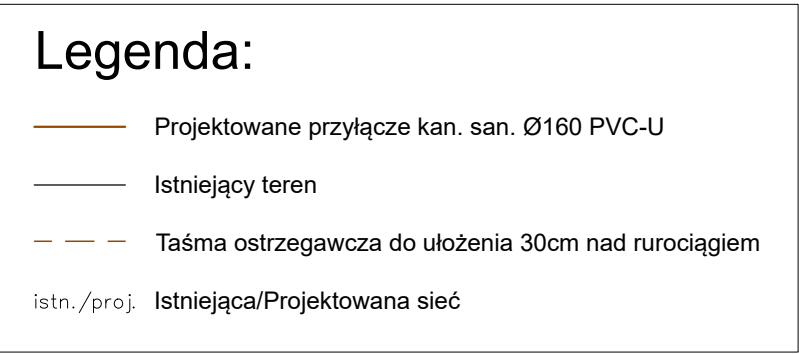 Legenda:
Projektowane przyłącze kan. san. Ø160 PVC-U
Istniejący teren
Taśma ostrzegawcza do ułożenia 30cm nad rurociągiem
istn./proj. Istniejąca/Projektowana sieć